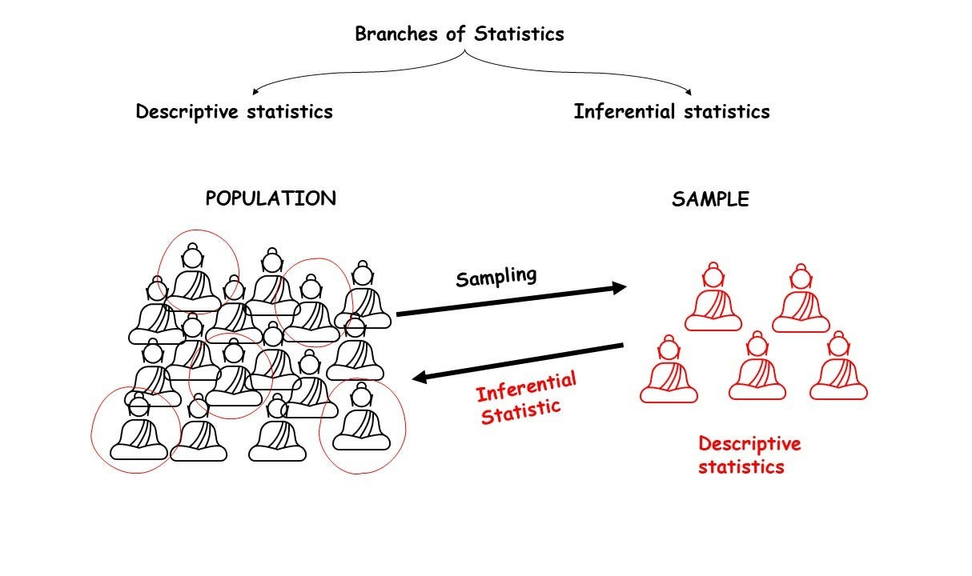 Branches of Statistics
Descriptive statistics
Inferential statistics
POPULATION
SAMPLE
Sampling
Inferential
Statistic
Descriptive
statistics